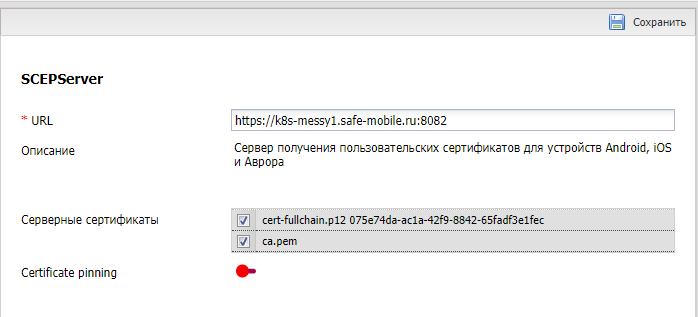 Сохранить
SCEPServer
* URL
https://k8s-messy1.safe-mobile.ru:8082
Описание
Сервер получения пользовательских сертификатов для устройств Android, iOS
и Аврора
Серверные сертификаты
cert-fullchain.p12 075e74da-ac1a-42f9-8842-65fadf3e1fec
ca.pem
Certificate pinning